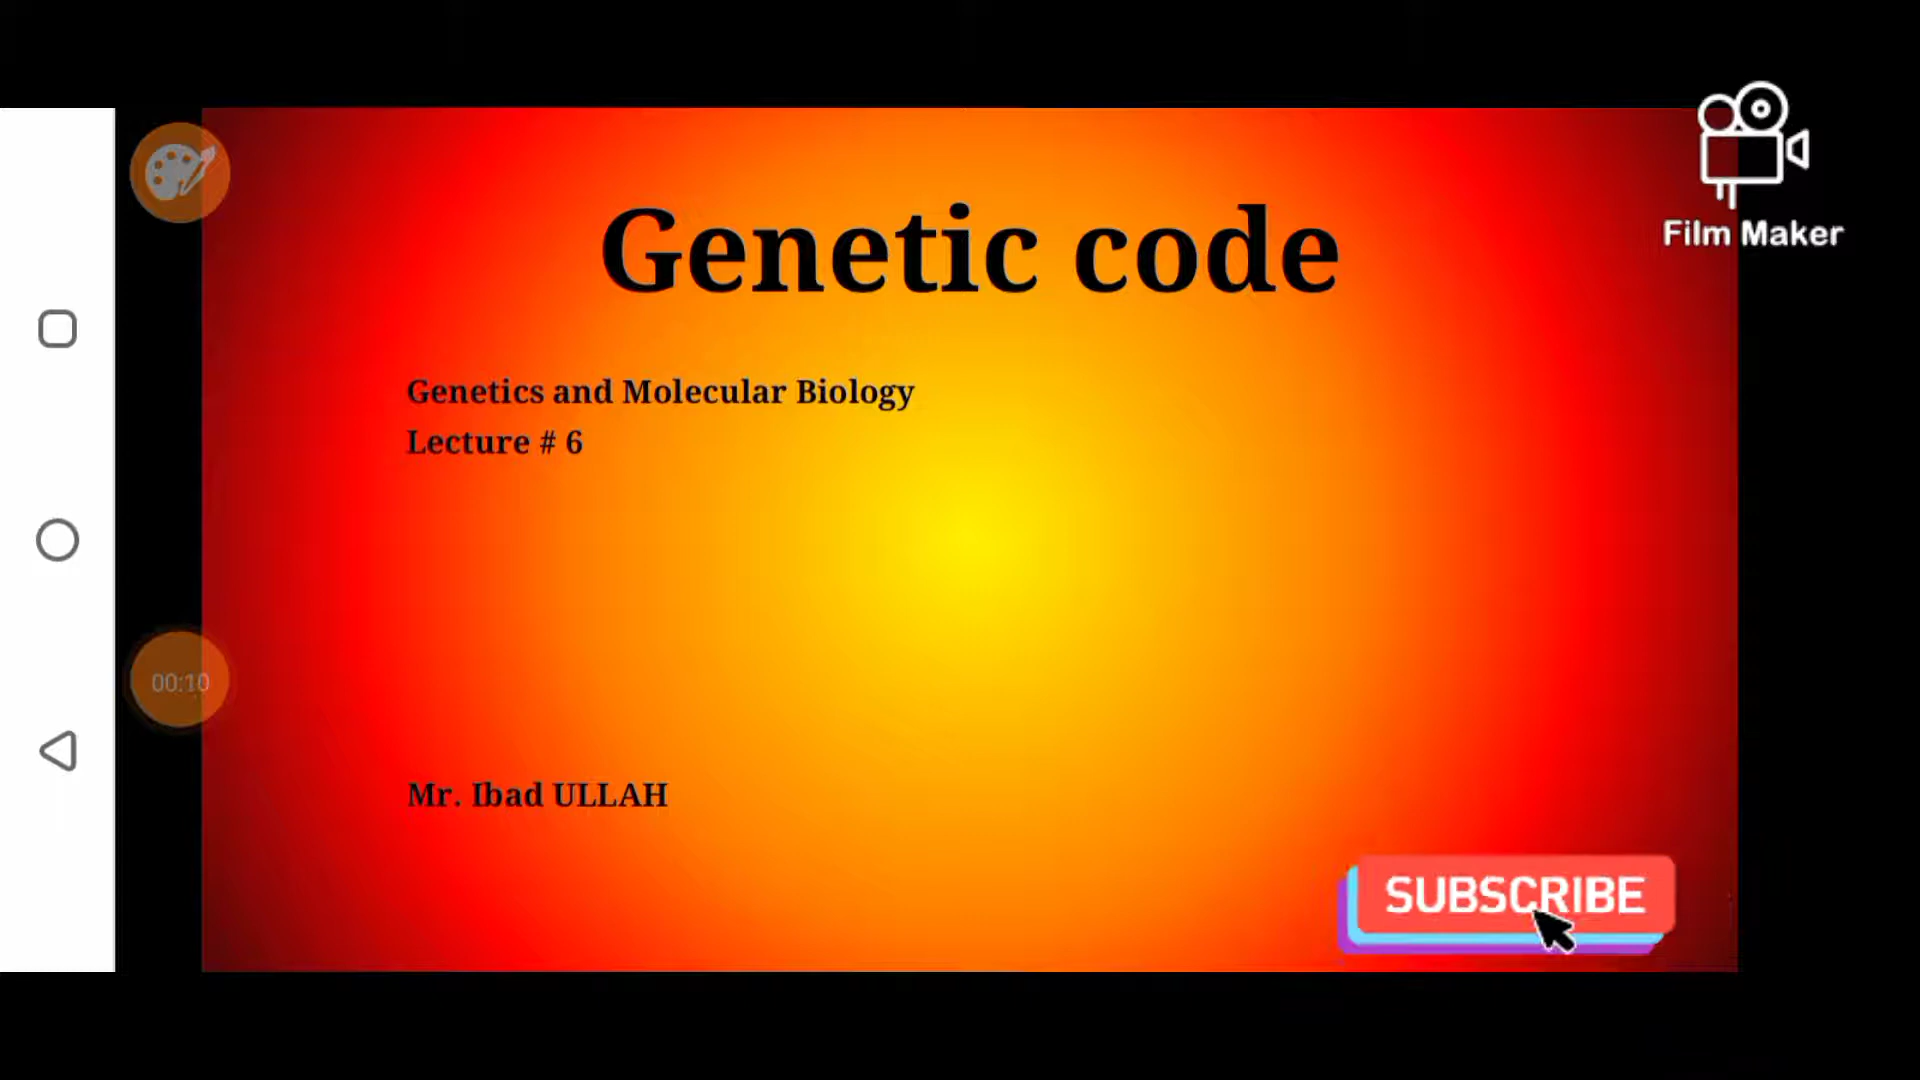 Film Maker
Genetic code
Genetics and Molecular Biology
Lecture # 6
00:10
Mr. Ibad ULLAH
SUBSCRIBE